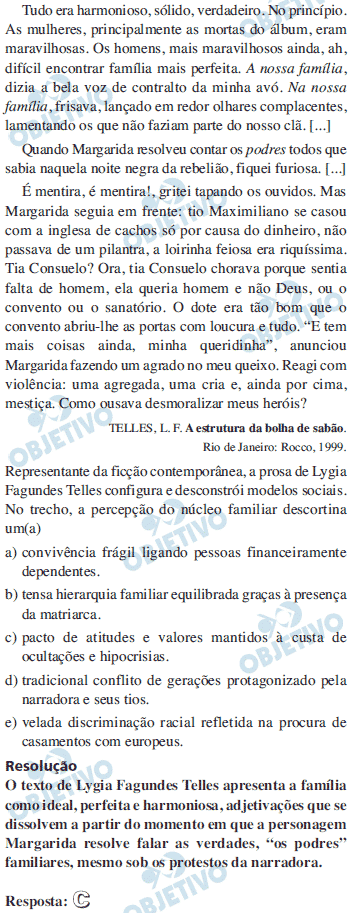 Tudo era harmonioso, sólido, verdadeiro. No princípio.
As mulheres, principalmente as mortas do álbum, eram
maravilhosas. Os homens, mais maravilhosos ainda, ah,
difícil encontrar família mais perfeita. A nossa família,
dizia a bela voz de contralto da minha avó. Na nossa
família, frisava, lançado em redor olhares complacentes,
lamentando os que não faziam parte do nosso clã. [...]
Quando Margarida resolveu contar os podres todos que
sabia naquela noite negra da rebelião, fiquei furiosa. [...]
É mentira, é mentira!, gritei tapando os ouvidos. Mas
Margarida seguia em frente: tio Maximiliano se casou
com a inglesa de cachos só por causa do dinheiro, não
passava de um pilantra, a loirinha feiosa era riquíssima.
Tia Consuelo? Ora, tia Consuelo chorava porque sentia
falta de homem, ela queria homem e não Deus, ou o
convento ou o sanatório. O dote era tão bom que o
convento abriu-lhe as portas com loucura e tudo. “E tem
mais coisas ainda, minha queridinha”, anunciou
Margarida fazendo um agrado no meu queixo. Reagi com
violência: uma agregada, uma cria e, ainda por cima,
mestiça. Como ousava desmoralizar meus heróis?
TELLES, L. F. A estrutura da bolha de sabão.
Rio de Janeiro: Rocco, 1999.
Representante da ficção contemporânea, a prosa de Lygia
Fagundes Telles configura e desconstrói modelos sociais.
No trecho, a percepção do núcleo familiar descortina
um(a)
a) convivência frágil ligando pessoas financeiramente
dependentes.
b) tensa hierarquia familiar equilibrada graças à presença
da matriarca.
c) pacto de atitudes e valores mantidos à custa de
ocultações e hipocrisias.
d) tradicional conflito de gerações protagonizado pela
narradora e seus tios.
e) velada discriminação racial refletida na procura de
casamentos com europeus.
Resolução
O texto de Lygia Fagundes Telles apresenta a família
como ideal, perfeita e harmoniosa, adjetivações que se
dissolvem a partir do momento em que a personagem
Margarida resolve falar as verdades, “os podres”
familiares, mesmo sob os protestos da narradora.
Resposta: C
OBJETIVO
OBJETIVO
OBJETIVO
OBJETIVO
OBJETIVO
OBJETIVO
OBJETIVO
OBJETIVO
OBJETIVO